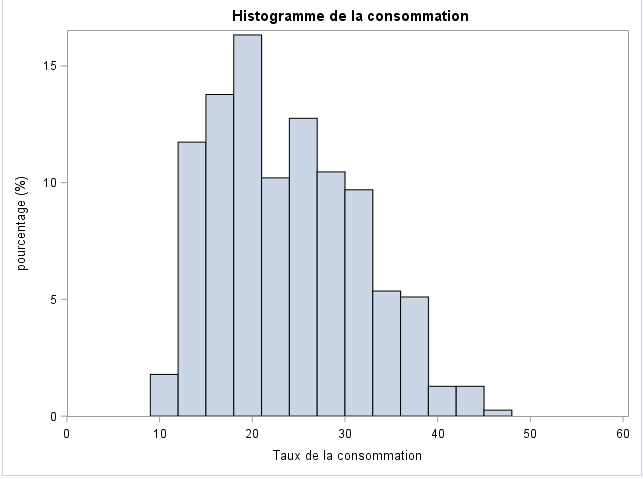 Histogramme de la consommation
15
10
5
0
pourcentage (%)
0 10 20 30 40 50 60
Taux de la consommation